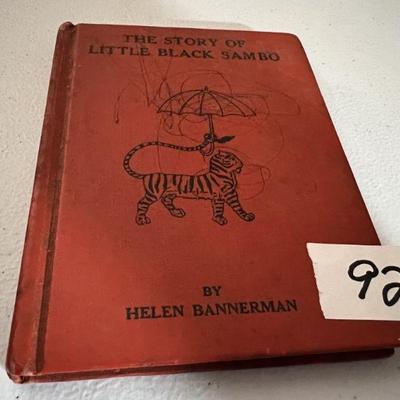 THE STORY OF
LITTLE BLACK SAMBO
BY
HELEN BANNERMAN
92